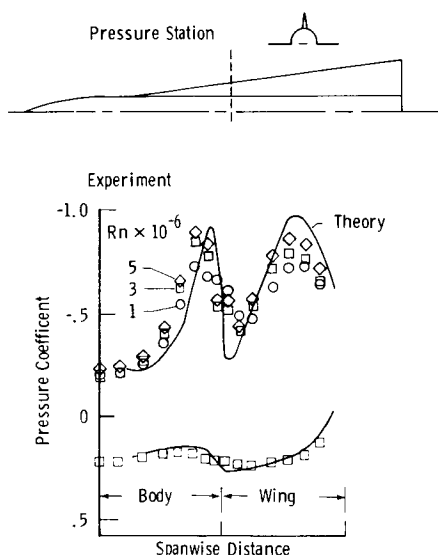 Pressure Station
Experiment
Rn × 10-6
5
3
1
Theory
-1.0
-.5
0
.5
Pressure Coefficent
Body
Wing
Spanwise Distance